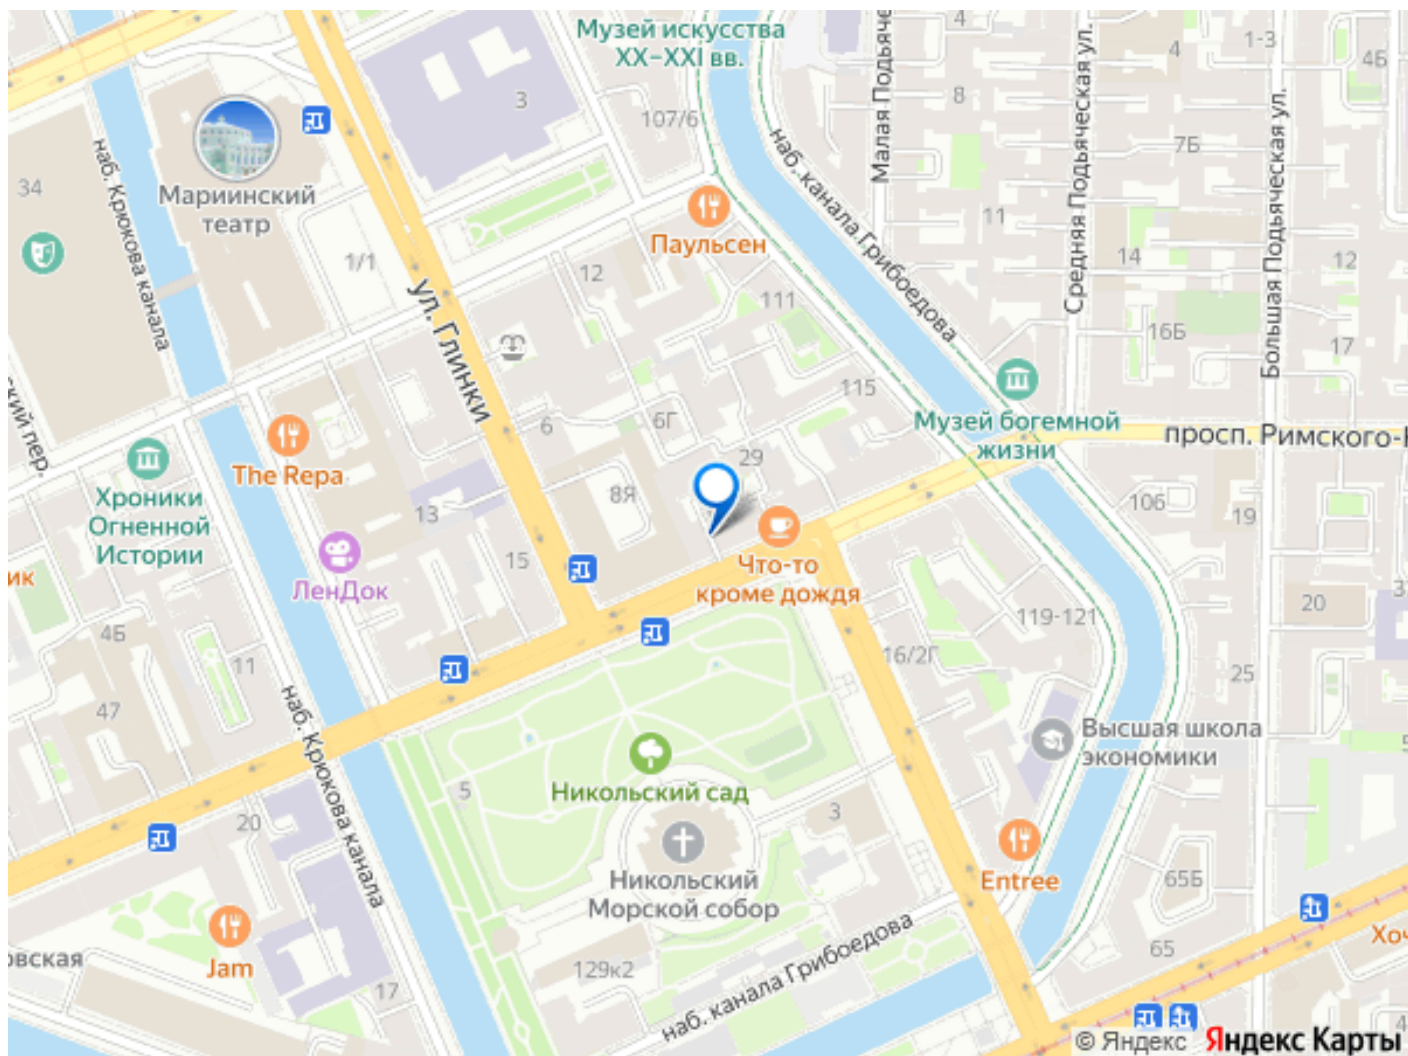 Музей искусства
XX–XXI вв.
4
1-3
4
4Б
3
107/6
8
7Б
Средняя Подьяческая ул.
Большая Подьяческая ул.
34
Мариинский
театр
наб. Крюкова канала
наб. канала Грибоедова
11
Паульсен
1/1
12
111
14
12
16Б
17
ул. Глинки
115
Музей богемной
жизни
просп. Римского-
6
6Г
The Repa
29
Хроники
Огненной
Истории
8Я
13
106
19
15
ЛенДок
Что-то
кроме дождя
20
119-121
4Б
11
16/2Г
25
47
наб. Крюкова канала
Высшая школа
экономики
5
Никольский сад
3
20
Никольский
Морской собор
Entree
65Б
Jam
наб. канала Грибоедова
65
129к2
17
© Яндекс
Яндекс Карты